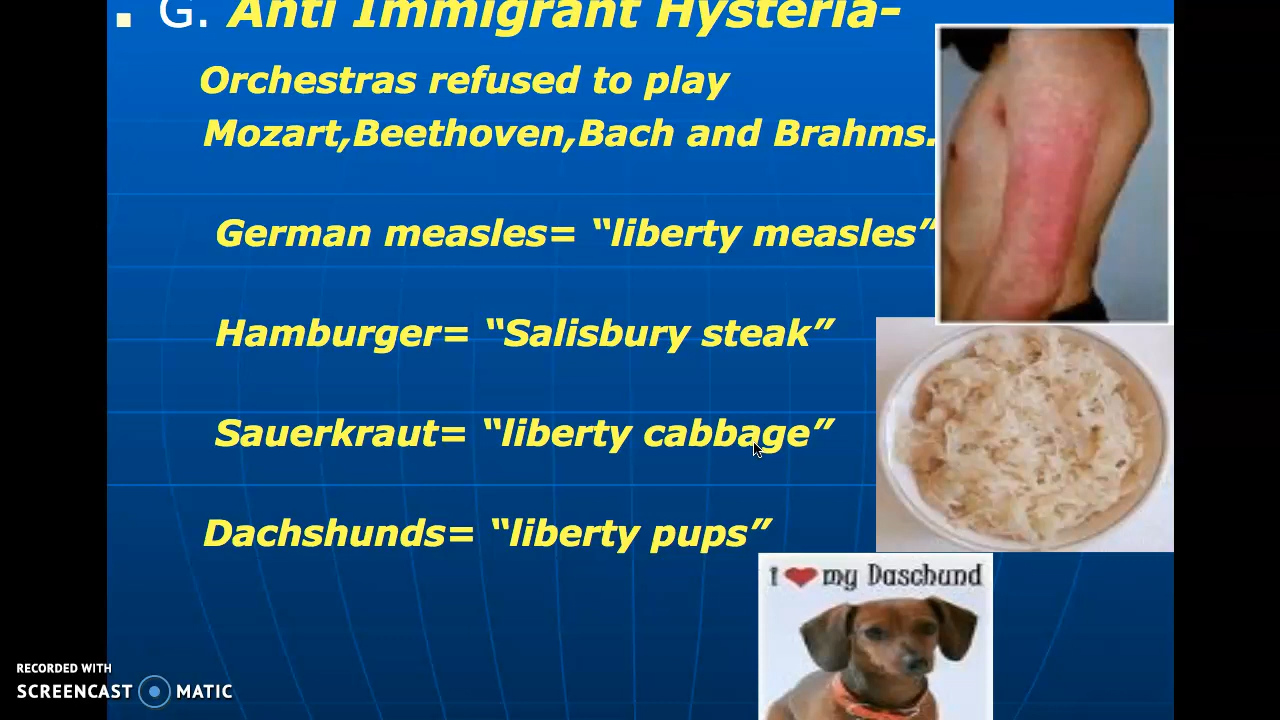 ▪ G. Anti Immigrant Hysteria-
Orchestras refused to play
Mozart,Beethoven,Bach and Brahms.
German measles= “liberty measles”
Hamburger= “Salisbury steak”
Sauerkraut= “liberty cabbage”
Dachshunds= “liberty pups”
I ❤ my Daschund
RECORDED WITH
SCREENCAST MATIC